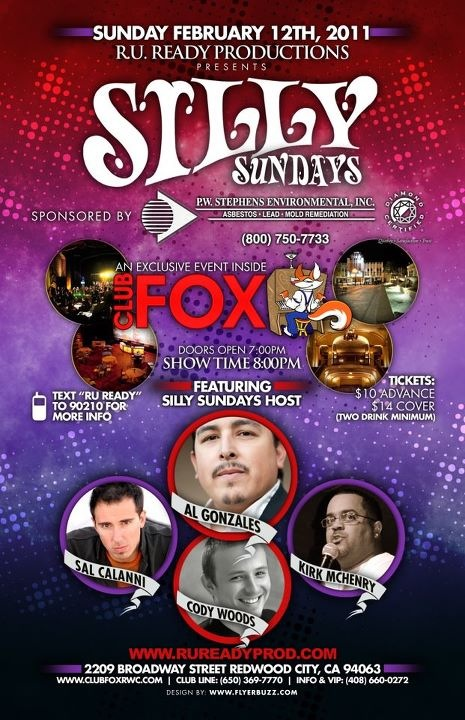 SUNDAY FEBRUARY 12TH, 2011
R.U. READY PRODUCTIONS
PRESENTS
SILLY
SUNDAYS
SPONSORED BY
P.W. STEPHENS ENVIRONMENTAL, INC.
ASBESTOS • LEAD • MOLD REMEDIATION
(800) 750-7733
DIAMOND CERTIFIED
AN EXCLUSIVE EVENT INSIDE
CLUB FOX
DOORS OPEN 7:00PM
SHOW TIME 8:00PM
FEATURING
SILLY SUNDAYS HOST
TEXT "RU READY"
TO 90210 FOR
MORE INFO
TICKETS:
$10 ADVANCE
$14 COVER
(TWO DRINK MINIMUM)
AL GONZALES
SAL CALANNI
CODY WOODS
KIRK MCHENRY
WWW.RUREADYPROD.COM
2209 BROADWAY STREET REDWOOD CITY, CA 94063
WWW.CLUBFOXRWC.COM | CLUB LINE: (650) 369-7770 | INFO & VIP: (408) 660-0272
DESIGN BY: WWW.FLYERBUZZ.COM